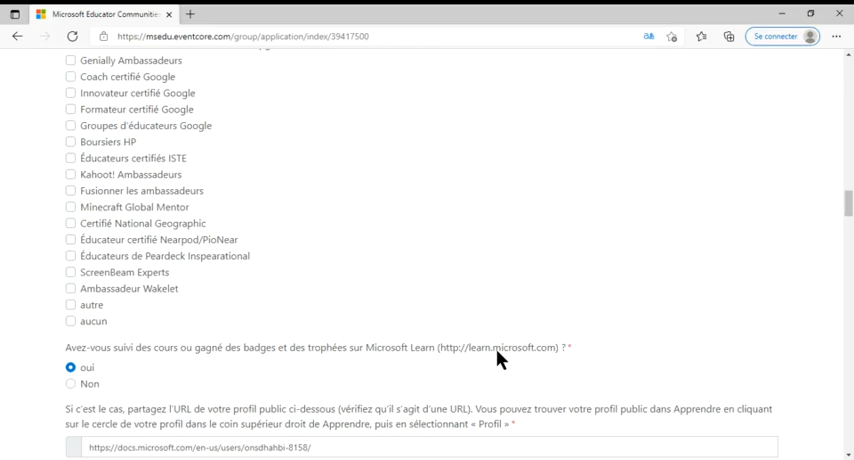 Microsoft Educator Communities
https://msedu.eventcore.com/group/application/index/39417500
Se connecter
Genially Ambassadeurs
Coach certifié Google
Innovateur certifié Google
Formateur certifié Google
Groupes d'éducateurs Google
Boursiers HP
Éducateurs certifiés ISTE
Kahoot! Ambassadeurs
Fusionner les ambassadeurs
Minecraft Global Mentor
Certifié National Geographic
Éducateur certifié Nearpod/PioNear
Éducateurs de Peardeck Inspearational
ScreenBeam Experts
Ambassadeur Wakelet
autre
aucun
Avez-vous suivi des cours ou gagné des badges et des trophées sur Microsoft Learn (http://learn.microsoft.com) ? *
oui
Non
Si c'est le cas, partagez l'URL de votre profil public ci-dessous (vérifiez qu'il s'agit d'une URL). Vous pouvez trouver votre profil public dans Apprendre en cliquant
sur le cercle de votre profil dans le coin supérieur droit de Apprendre, puis en sélectionnant « Profil » *
https://docs.microsoft.com/en-us/users/onsdhahbi-8158/